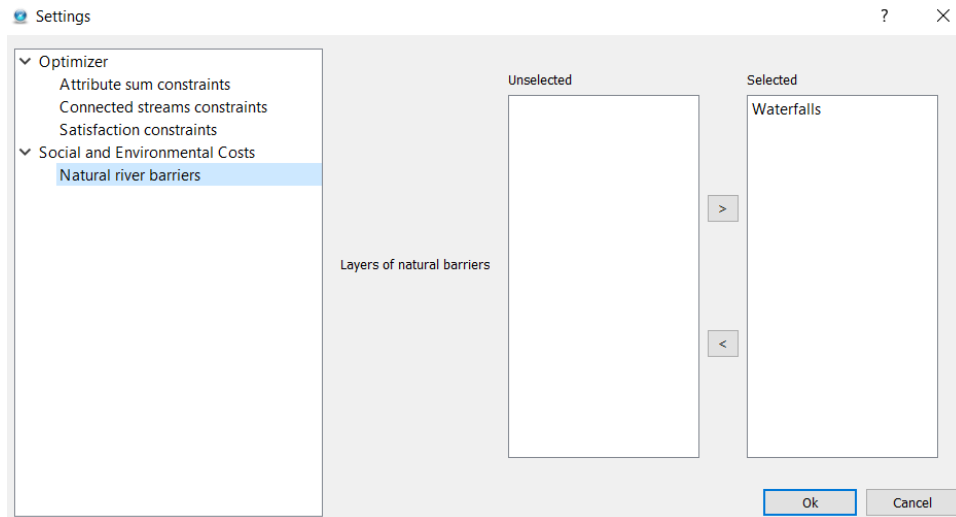 Settings
?
Optimizer
Attribute sum constraints
Connected streams constraints
Satisfaction constraints
Social and Environmental Costs
Natural river barriers
Layers of natural barriers
Unselected
Selected
Waterfalls
>
<
Ok
Cancel